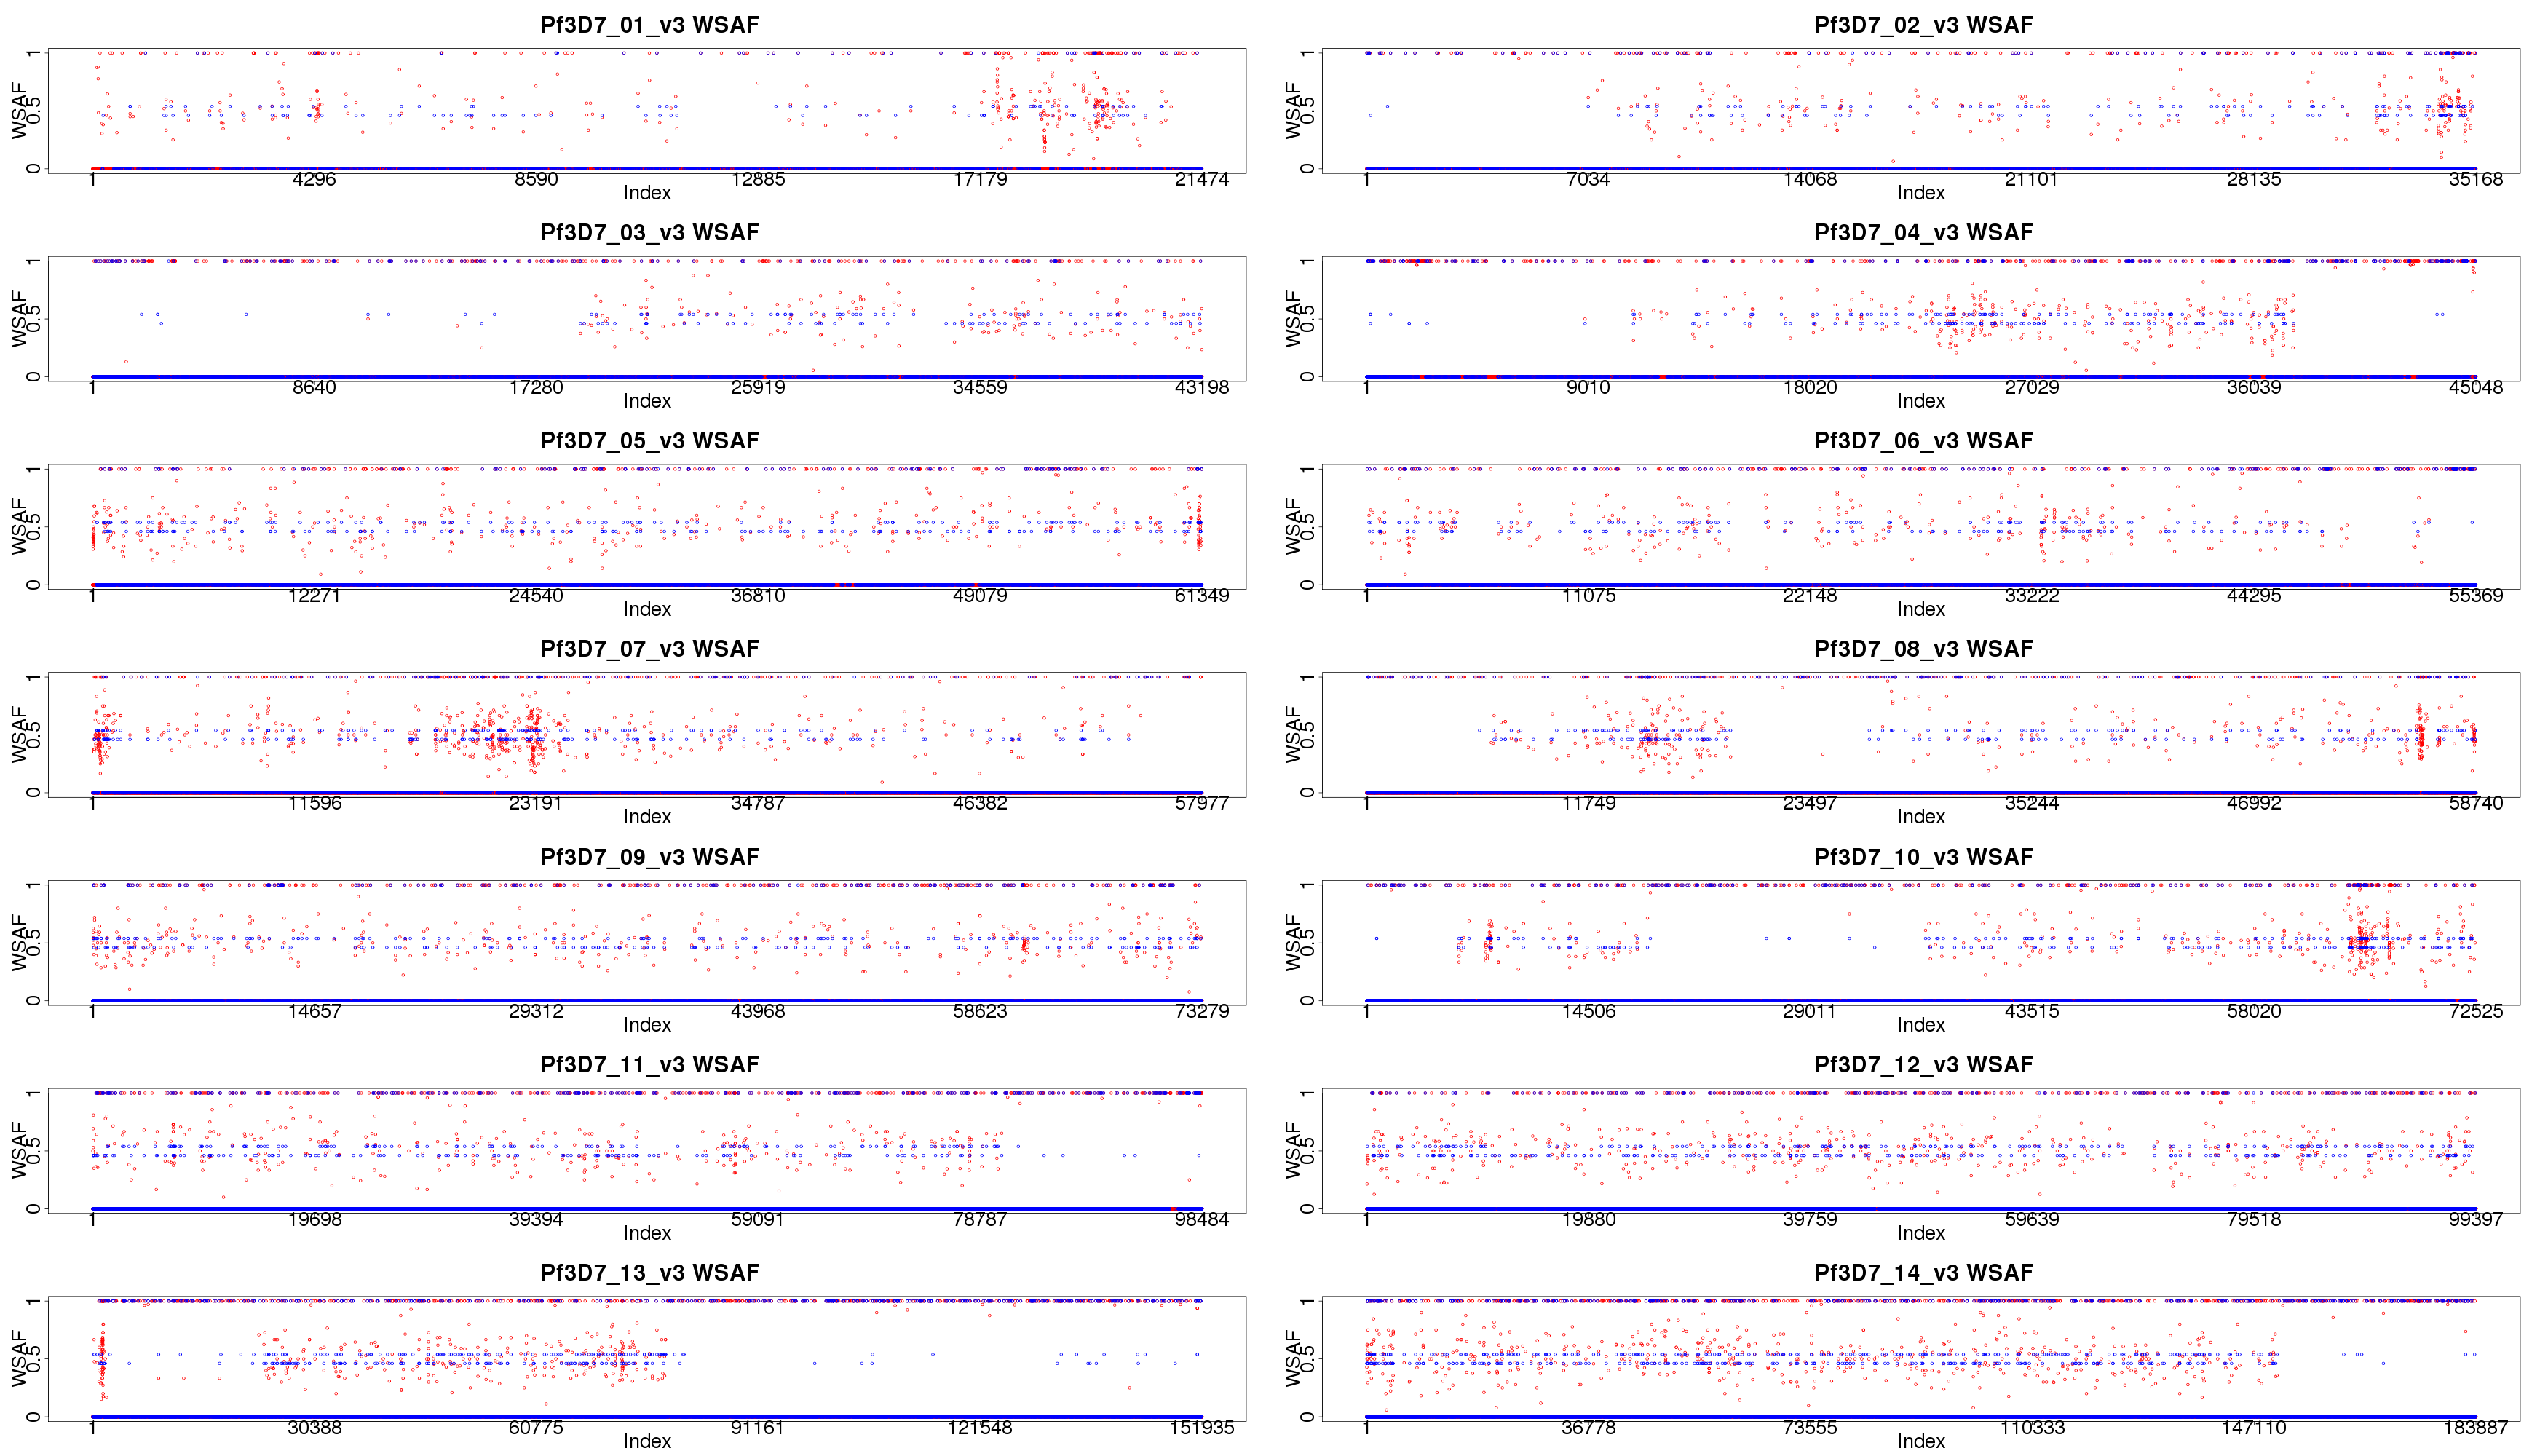 Pf3D7_01_v3 WSAF
WSAF
1
0.5
0
1 4296 8590 12885 17179 21474
Index
Pf3D7_02_v3 WSAF
WSAF
1
0.5
0
1 7034 14068 21101 28135 35168
Index
Pf3D7_03_v3 WSAF
WSAF
1
0.5
0
1 8640 17280 25919 34559 43198
Index
Pf3D7_04_v3 WSAF
WSAF
1
0.5
0
1 9010 18020 27029 36039 45048
Index
Pf3D7_05_v3 WSAF
WSAF
1
0.5
0
1 12271 24540 36810 49079 61349
Index
Pf3D7_06_v3 WSAF
WSAF
1
0.5
0
1 11075 22148 33222 44295 55369
Index
Pf3D7_07_v3 WSAF
WSAF
1
0.5
0
1 11596 23191 34787 46382 57977
Index
Pf3D7_08_v3 WSAF
WSAF
1
0.5
0
1 11749 23497 35244 46992 58740
Index
Pf3D7_09_v3 WSAF
WSAF
1
0.5
0
1 14657 29312 43968 58623 73279
Index
Pf3D7_10_v3 WSAF
WSAF
1
0.5
0
1 14506 29011 43515 58020 72525
Index
Pf3D7_11_v3 WSAF
WSAF
1
0.5
0
1 19698 39394 59091 78787 98484
Index
Pf3D7_12_v3 WSAF
WSAF
1
0.5
0
1 19880 39759 59639 79518 99397
Index
Pf3D7_13_v3 WSAF
WSAF
1
0.5
0
1 30388 60775 91161 121548 151935
Index
Pf3D7_14_v3 WSAF
WSAF
1
0.5
0
1 36778 73555 110333 147110 183887
Index